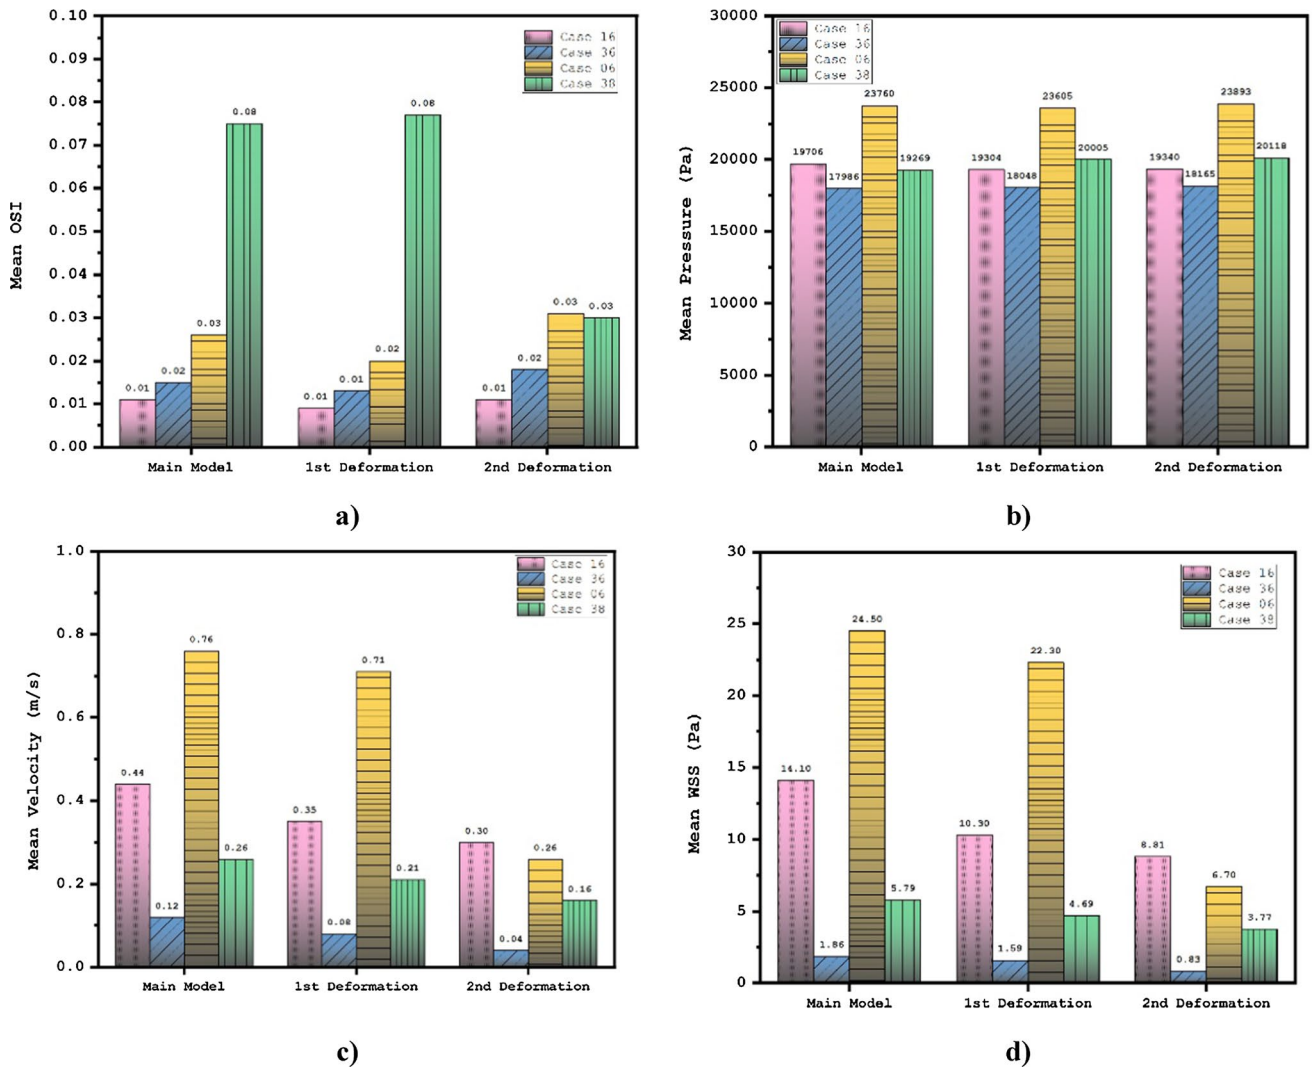 0.10
0.09
0.08
0.07
0.06
0.05
0.04
0.03
0.02
0.01
0.00
Mean OSI
Case 16
Case 36
Case 06
Case 38
0.01
0.02
0.03
0.08
0.01
0.01
0.02
0.08
0.01
0.02
0.03
0.03
Main Model
1st Deformation
2nd Deformation
a)
30000
25000
20000
15000
10000
5000
0
Mean Pressure (Pa)
Case 16
Case 36
Case 06
Case 38
19706
17986
23760
19269
19304
18048
23605
20005
19340
18165
23893
20118
Main Model
1st Deformation
2nd Deformation
b)
1.0
0.8
0.6
0.4
0.2
0.0
Mean Velocity (m/s)
Case 16
Case 36
Case 06
Case 38
0.44
0.12
0.76
0.26
0.35
0.08
0.71
0.21
0.30
0.04
0.26
0.16
Main Model
1st Deformation
2nd Deformation
c)
30
25
20
15
10
5
0
Mean WSS (Pa)
Case 16
Case 36
Case 06
Case 38
14.10
1.86
24.50
5.79
10.30
1.59
22.30
4.69
8.81
0.83
6.70
3.77
Main Model
1st Deformation
2nd Deformation
d)